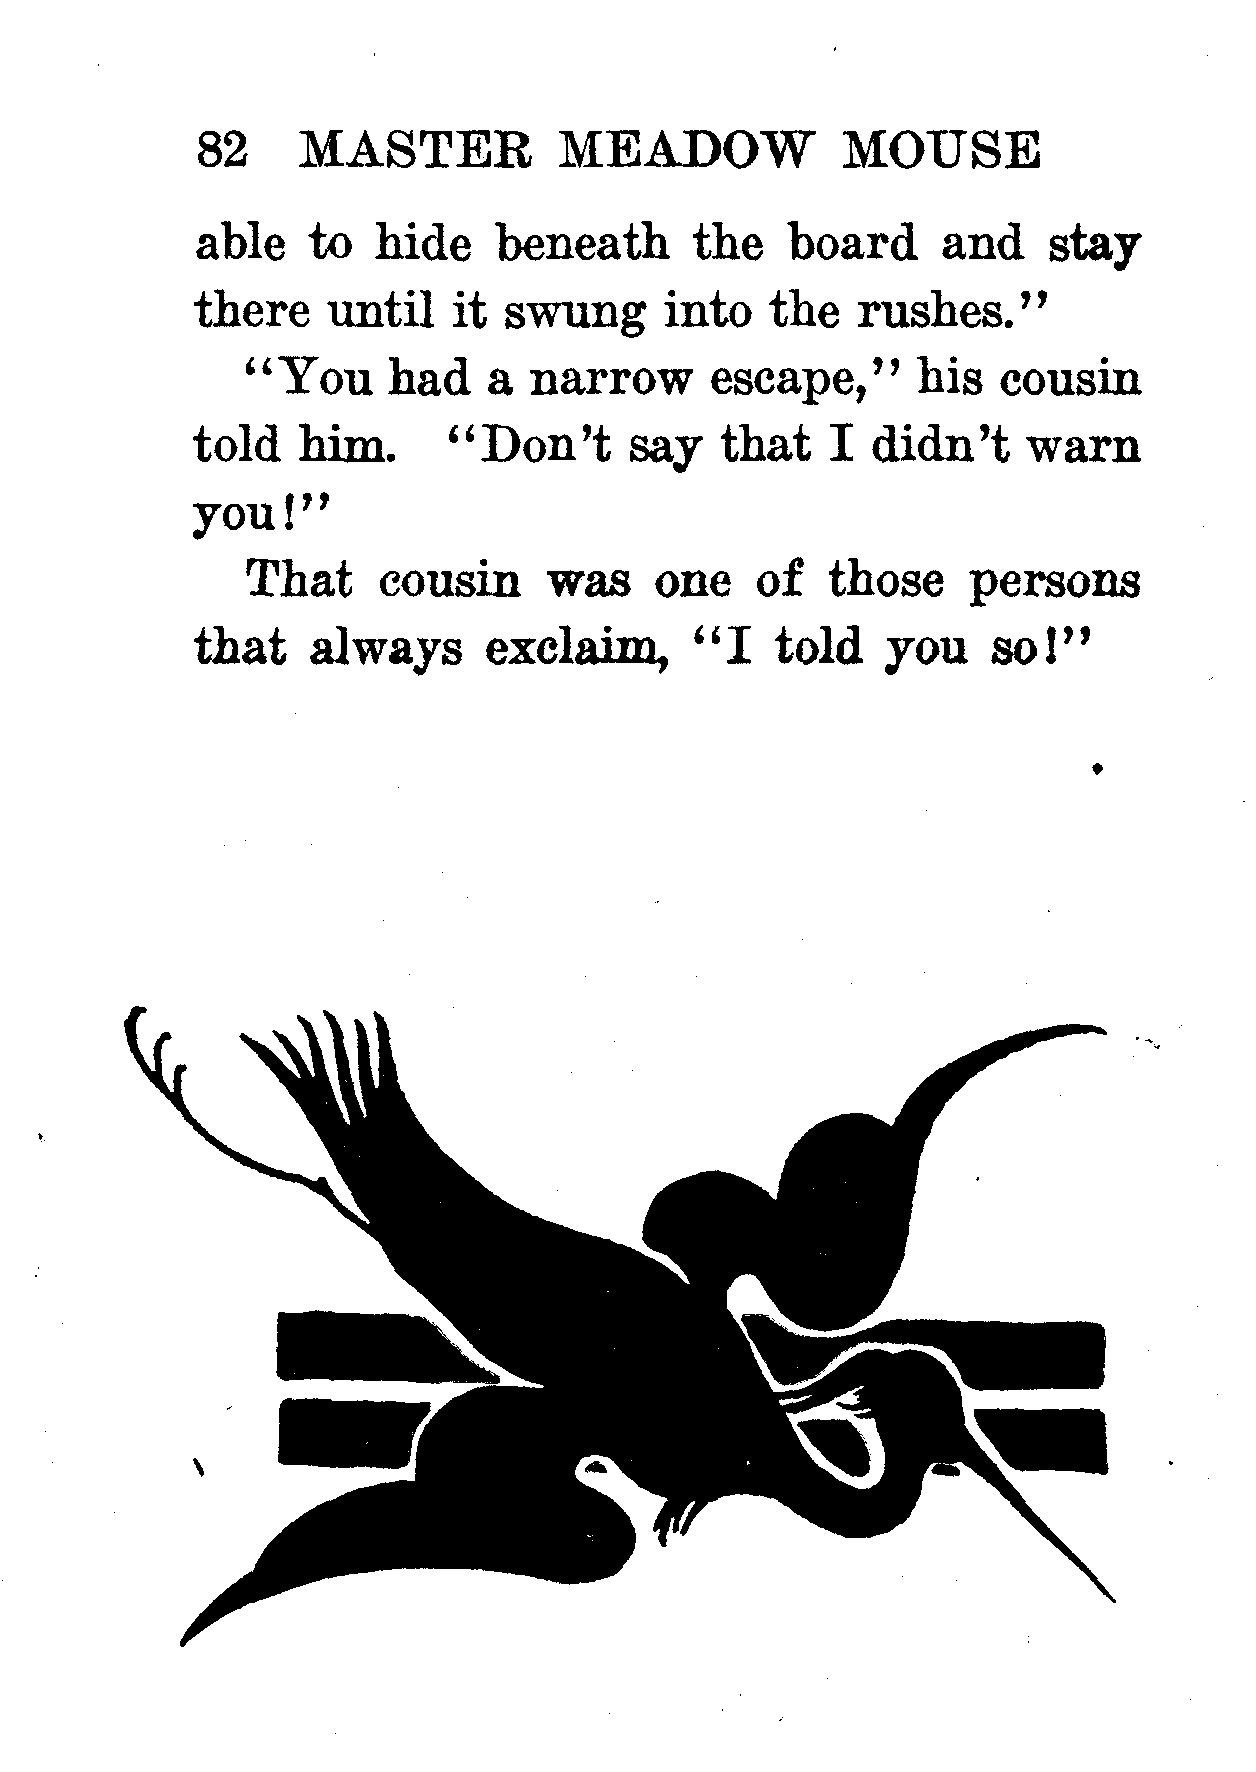 82 MASTER MEADOW MOUSE
able to hide beneath the board and stay
there until it swung into the rushes."
"You had a narrow escape," his cousin
told him. "Don't say that I didn't warn
you!"
That cousin was one of those persons
that always exclaim, "I told you so!"